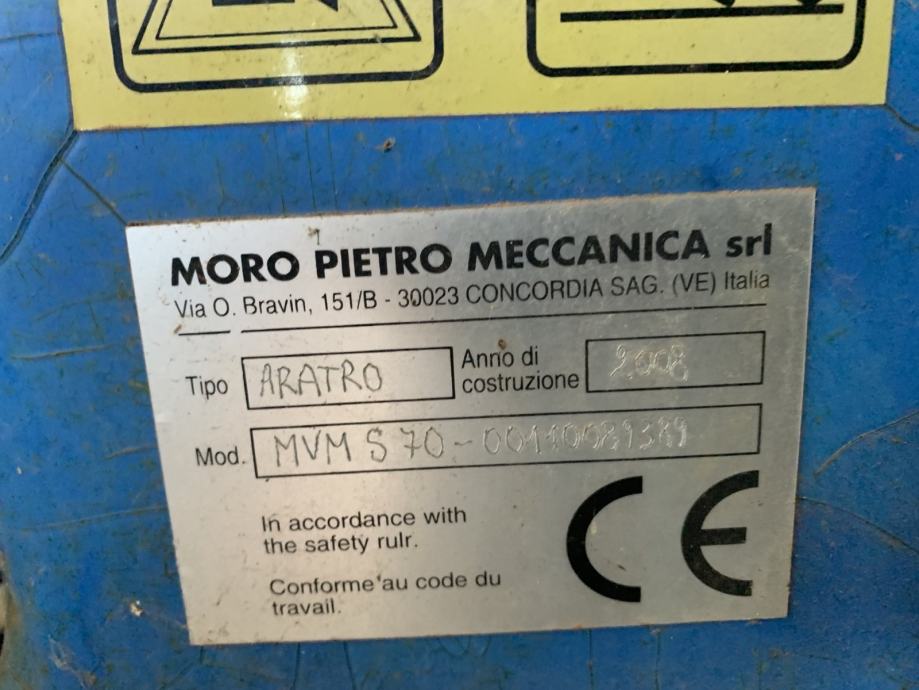 MORO PIETRO MECCANICA srl
Via O. Bravin, 151/B - 30023 CONCORDIA SAG. (VE) Italia
Tipo ARATRO Anno di costruzione 2008
Mod. MVM S 70-00110089389
In accordance with
the safety rulr.
Conforme au code du
travail.
CE